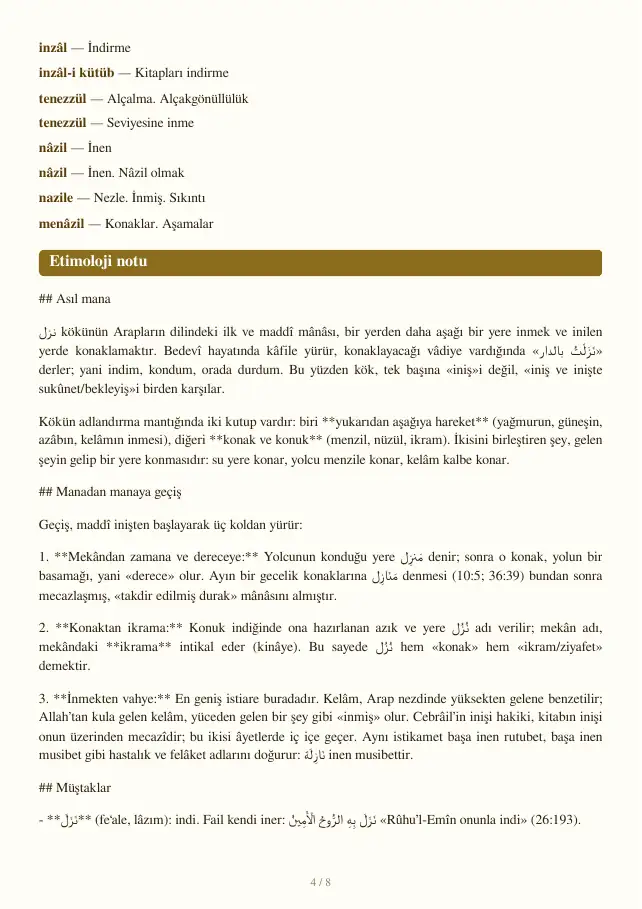 inzâl — İndirme
inzâl-i kütüb — Kitapları indirme
tenezzül — Alçalma. Alçakgönüllülük
tenezzül — Seviyesine inme
nâzil — İnen
nâzil — İnen. Nâzil olmak
nazile — Nezle. İnmiş. Sıkıntı
menâzil — Konaklar. Aşamalar
Etimoloji notu
## Asıl mana
نزل kökünün Arapların dilindeki ilk ve maddî mânâsı, bir yerden daha aşağı bir yere inmek ve inilen
yerde konaklamaktır. Bedevî hayatında kâfile yürür, konaklayacağı vâdiye vardığında «نَزَلْتُ بالدار»
derler; yani indim, kondum, orada durdum. Bu yüzden kök, tek başına «iniş»i değil, «iniş ve inişte
sukûnet/bekleyiş»i birden karşılar.
Kökün adlandırma mantığında iki kutup vardır: biri **yukarıdan aşağıya hareket** (yağmurun, güneşin,
azâbın, kelâmın inmesi), diğeri **konak ve konuk** (menzil, nüzül, ikram). İkisini birleştiren şey, gelen
şeyin gelip bir yere konmasıdır: su yere konar, yolcu menzile konar, kelâm kalbe konar.
## Manadan manaya geçiş
Geçiş, maddî inişten başlayarak üç koldan yürür:
1. **Mekândan zamana ve dereceye:** Yolcunun konduğu yere مَنزِل denir; sonra o konak, yolun bir
basamağı, yani «derece» olur. Ayın bir gecelik konaklarına مَنَازِل denmesi (10:5; 36:39) bundan sonra
mecazlaşmış, «takdir edilmiş durak» mânâsını almıştır.
2. **Konaktan ikrama:** Konuk indiğinde ona hazırlanan azık ve yere نُزُل adı verilir; mekân adı,
mekândaki **ikrama** intikal eder (kinâye). Bu sayede نُزُل hem «konak» hem «ikram/ziyafet»
demektir.
3. **İnmekten vahye:** En geniş istiare buradadır. Kelâm, Arap nezdinde yüksekten gelene benzetilir;
Allah'tan kula gelen kelâm, yüceden gelen bir şey gibi «inmiş» olur. Cebrâil'in inişi hakiki, kitabın inişi
onun üzerinden mecazîdir; bu ikisi âyetlerde iç içe geçer. Aynı istikamet başa inen rutubet, başa inen
musibet gibi hastalık ve felâket adlarını doğurur: نَازِلَة inen musibettir.
## Müştaklar
- **نَزَلَ** (fe‘ale, lâzım): indi. Fail kendi iner: نَزَلَ بِهِ الرُّوحُ الْأَمِينُ «Rûhu'l-Emîn onunla indi» (26:193).
4 / 8